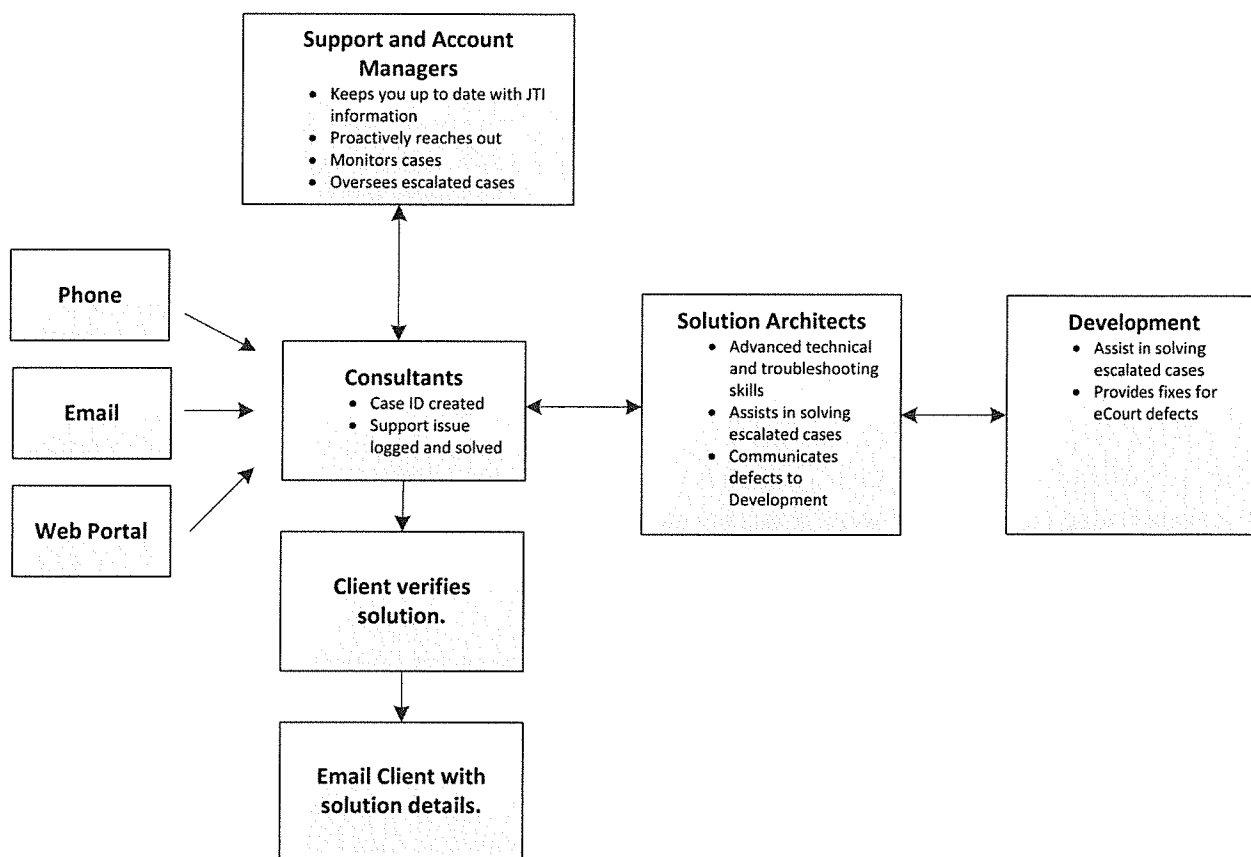 Support and Account
Managers
• Keeps you up to date with JTI
information
• Proactively reaches out
• Monitors cases
• Oversees escalated cases
Phone
Email
Web Portal
Consultants
• Case ID created
• Support issue
logged and solved
Solution Architects
• Advanced technical
and troubleshooting
skills
• Assists in solving
escalated cases
• Communicates
defects to
Development
Development
• Assist in solving
escalated cases
• Provides fixes for
eCourt defects
Client verifies
solution.
Email Client with
solution details.